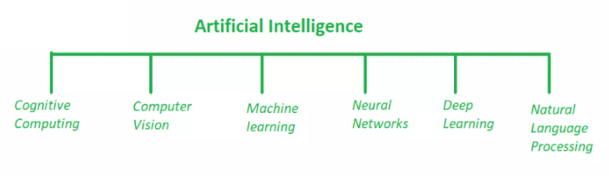 Artificial Intelligence
Cognitive
Computing
Computer
Vision
Machine
learning
Neural
Networks
Deep
Learning
Natural
Language
Processing